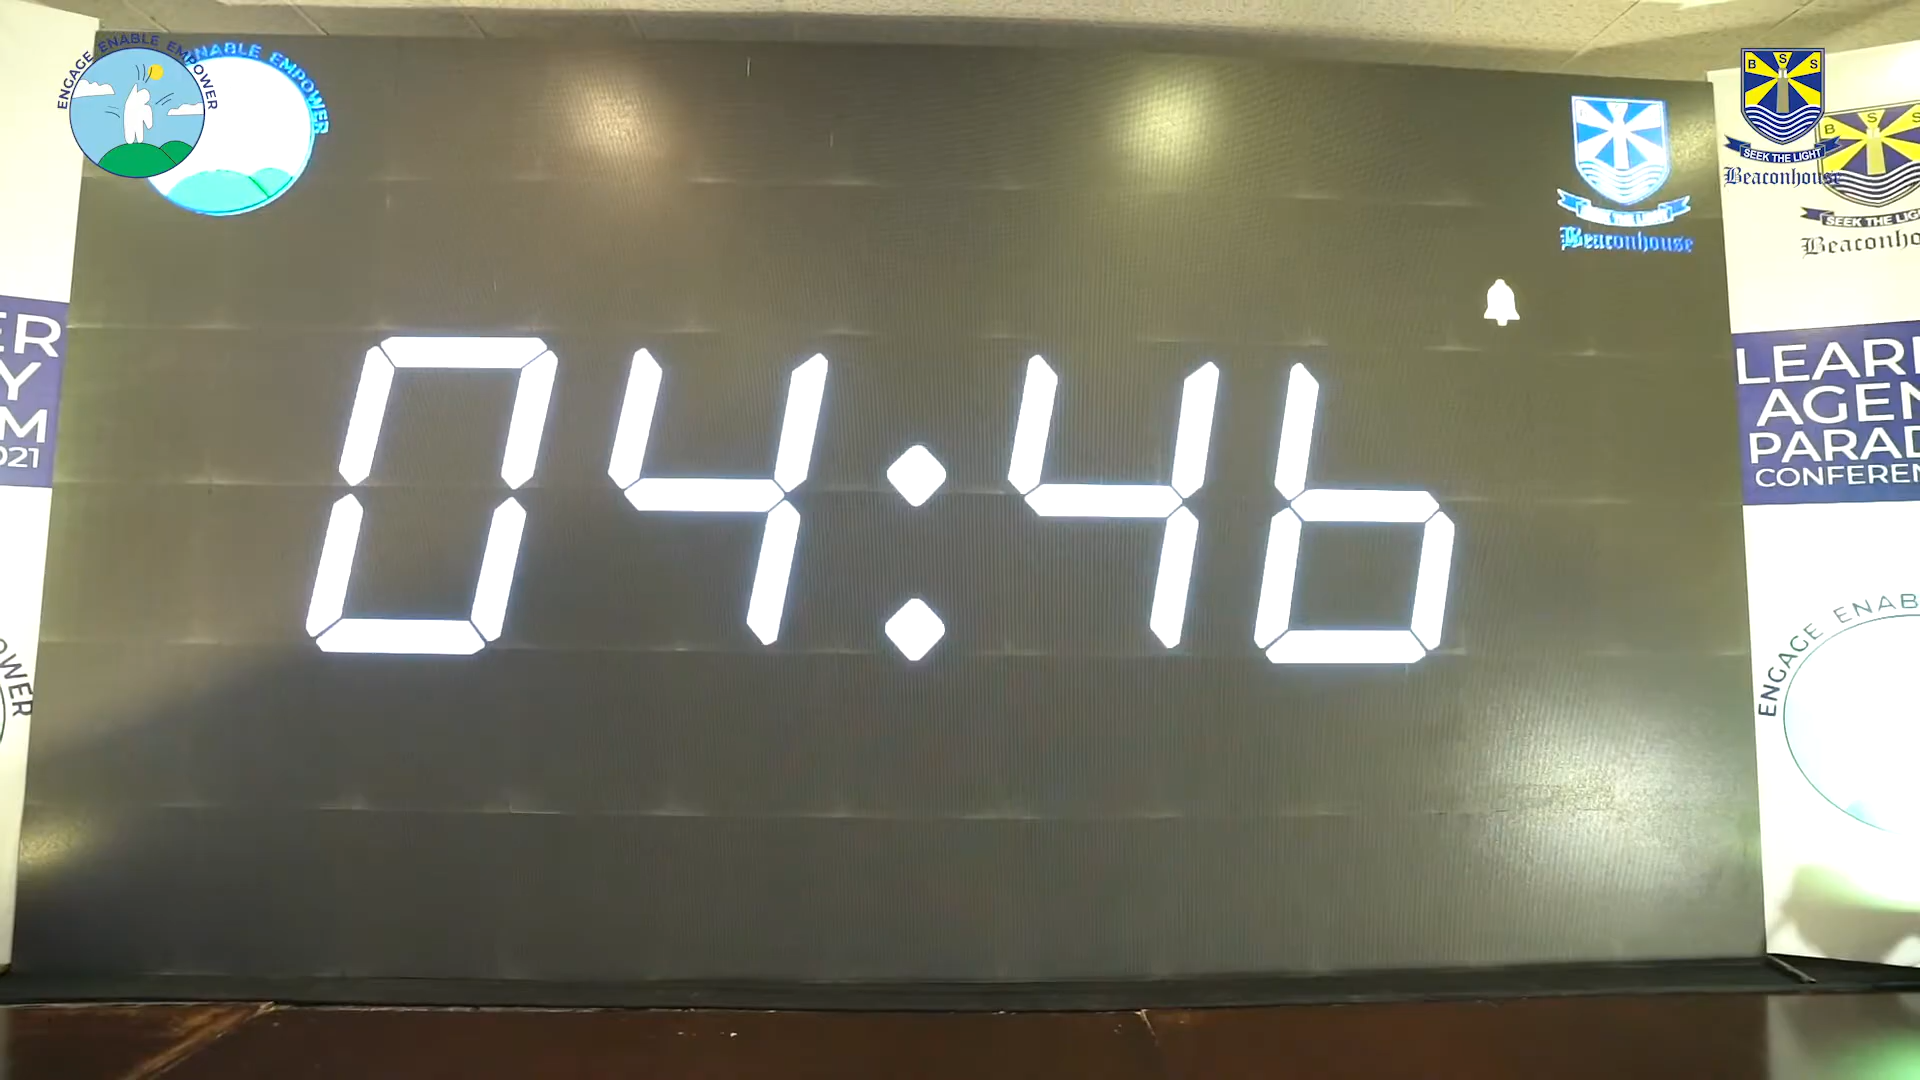 ENGAGE ENABLE EMPOWER
ENABLE EMPOWER
B S S
SEEK THE LIGHT
Beaconhouse
SEEK THE LIGHT
Beaconhouse
B S S
SEEK THE LIG
Beaconho
04:46
ER
Y
M
021
LEAR
AGEN
PARAD
CONFEREN
OWER
ENGAGE ENAB